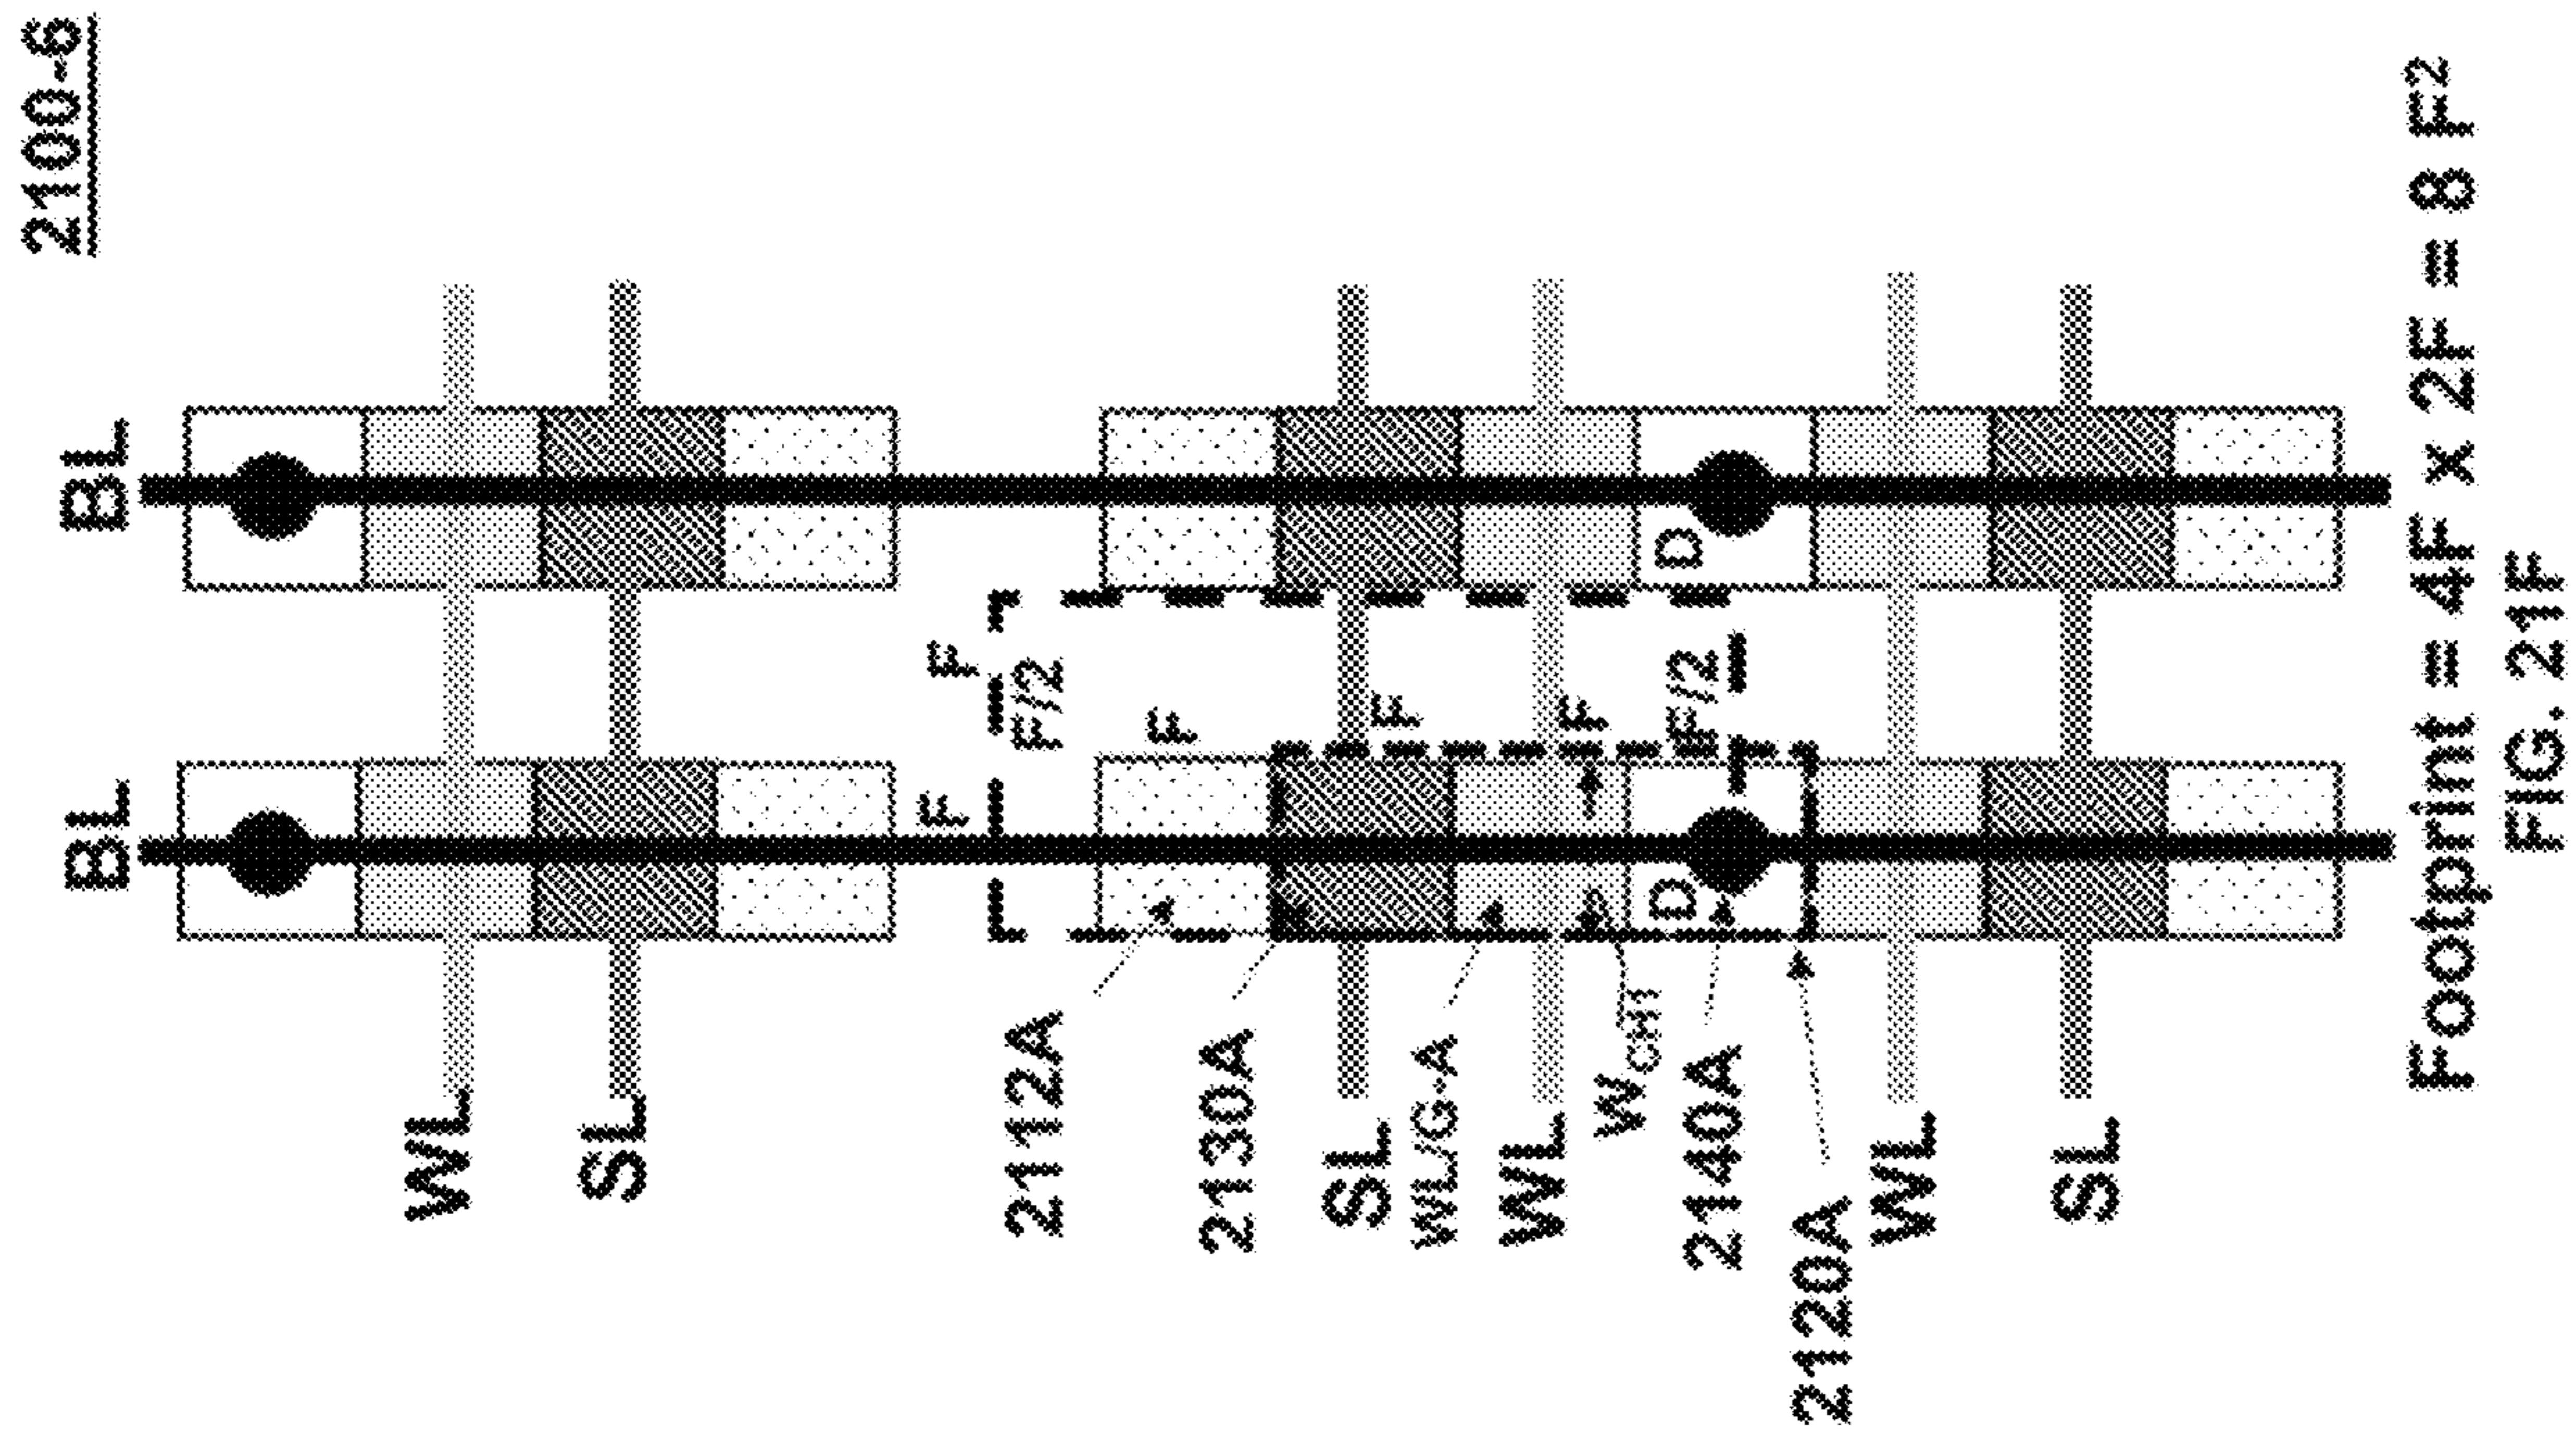 2100-6
BL
BL
WL
SL
F
F
F/2
F
2112A
2130A
SL
F
WL/G-A
WL
F
W_CH1
F/2
D
D
2140A
2120A
WL
SL
Footprint = 4F x 2F = 8 F²
FIG. 21F